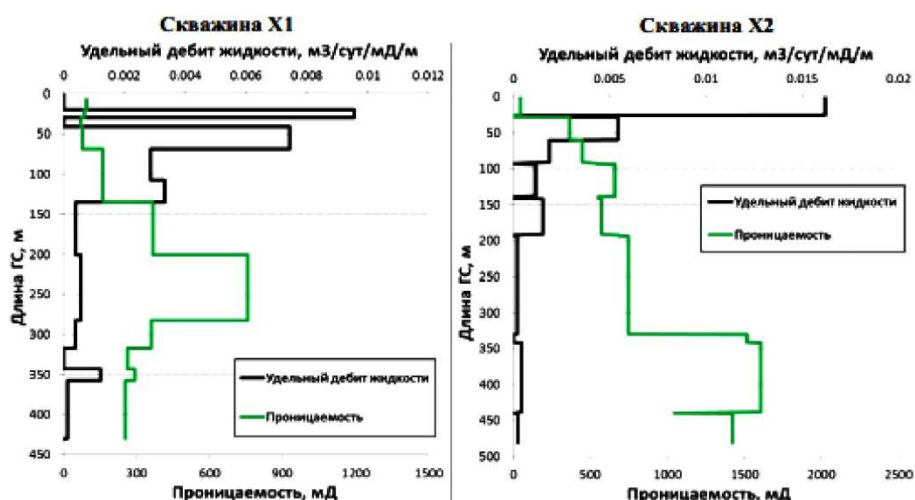 Скважина X1
Удельный дебит жидкости, м3/сут/мД/м
0 0.002 0.004 0.006 0.008 0.01 0.012
Длина ГС, м
0
50
100
150
200
250
300
350
400
450
Удельный дебит жидкости
Проницаемость
0 300 600 900 1200 1500
Проницаемость, мД
Скважина X2
Удельный дебит жидкости, м3/сут/мД/м
0 0.005 0.01 0.015 0.02
Длина ГС, м
0
50
100
150
200
250
300
350
400
450
500
Удельный дебит жидкости
Проницаемость
0 500 1000 1500 2000 2500
Проницаемость, мД